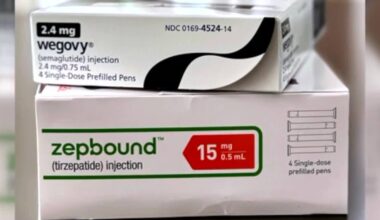 2.4 mg
NDC 0169-4524-14
wegovy®
(semaglutide) injection
2.4 mg/0.75 mL
4 Single-Dose Prefilled Pens
zepbound™
(tirzepatide) injection
15 mg
0.5 mL
4 Single-dose
prefilled pens